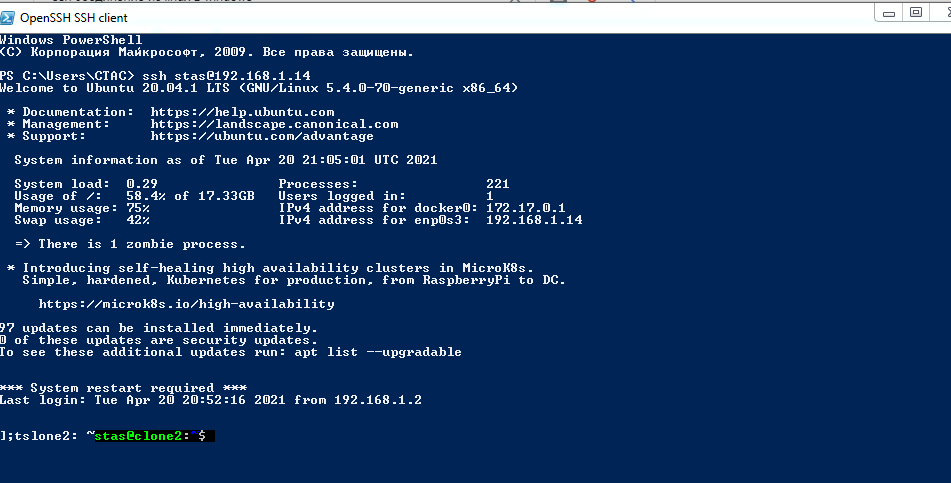 OpenSSH SSH client
Windows PowerShell
(C) Корпорация Майкрософт, 2009. Все права защищены.
PS C:\Users\CTAC> ssh stas@192.168.1.14
Welcome to Ubuntu 20.04.1 LTS (GNU/Linux 5.4.0-70-generic x86_64)
* Documentation:  https://help.ubuntu.com
* Management:     https://landscape.canonical.com
* Support:        https://ubuntu.com/advantage
System information as of Tue Apr 20 21:05:01 UTC 2021
System load:  0.29                Processes:                221
Usage of /:   58.4% of 17.33GB   Users logged in:          1
Memory usage: 75%                IPv4 address for docker0: 172.17.0.1
Swap usage:   42%                IPv4 address for enp0s3:  192.168.1.14
=> There is 1 zombie process.
* Introducing self-healing high availability clusters in MicroK8s.
Simple, hardened, Kubernetes for production, from RaspberryPi to DC.
https://microk8s.io/high-availability
97 updates can be installed immediately.
0 of these updates are security updates.
To see these additional updates run: apt list --upgradable
*** System restart required ***
Last login: Tue Apr 20 20:52:16 2021 from 192.168.1.2
];tslone2: ~stas@clone2:~$